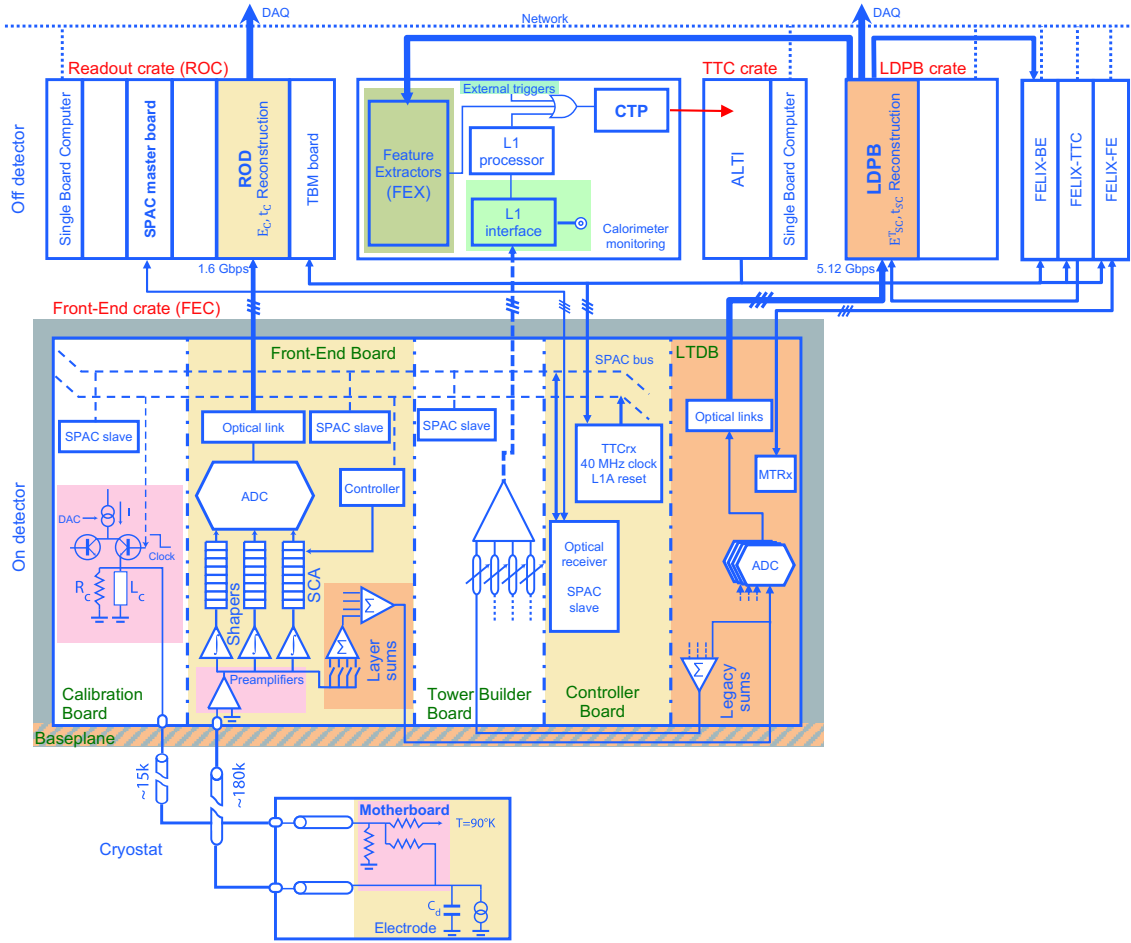 DAQ
DAQ
Network
Readout crate (ROC)
TTC crate
LDPB crate
Off detector
Single Board Computer
SPAC master board
ROD
E_C, t_C Reconstruction
TBM board
Feature
Extractors
(FEX)
External triggers
CTP
L1
processor
L1
interface
Calorimeter
monitoring
ALTI
Single Board Computer
LDPB
E^T_SC, t_SC Reconstruction
FELIX-BE
FELIX-TTC
FELIX-FE
1.6 Gbps
5.12 Gbps
Front-End crate (FEC)
On detector
Front-End Board
SPAC bus
LTDB
SPAC slave
Optical link
SPAC slave
SPAC slave
Optical links
TTCrx
40 MHz clock
L1A reset
MTRx
ADC
Controller
DAC
I
Clock
R_c
L_c
Shapers
SCA
Optical
receiver
SPAC
slave
ADC
Σ
Σ
Layer
sums
∫
∫
∫
Preamplifiers
Σ
Legacy
sums
Calibration
Board
Tower Builder
Board
Controller
Board
Baseplane
~15k
~180k
Motherboard
T=90°K
Cryostat
C_d
Electrode